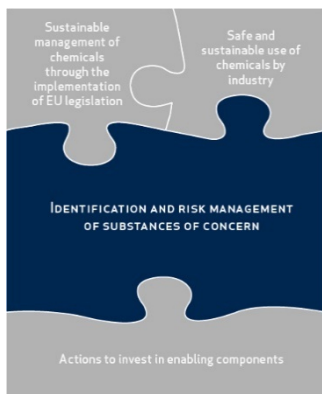 Sustainable
management of
chemicals
through the
implementation
of EU legislation
Safe and
sustainable use of
chemicals by
industry
IDENTIFICATION AND RISK MANAGEMENT
OF SUBSTANCES OF CONCERN
Actions to invest in enabling components